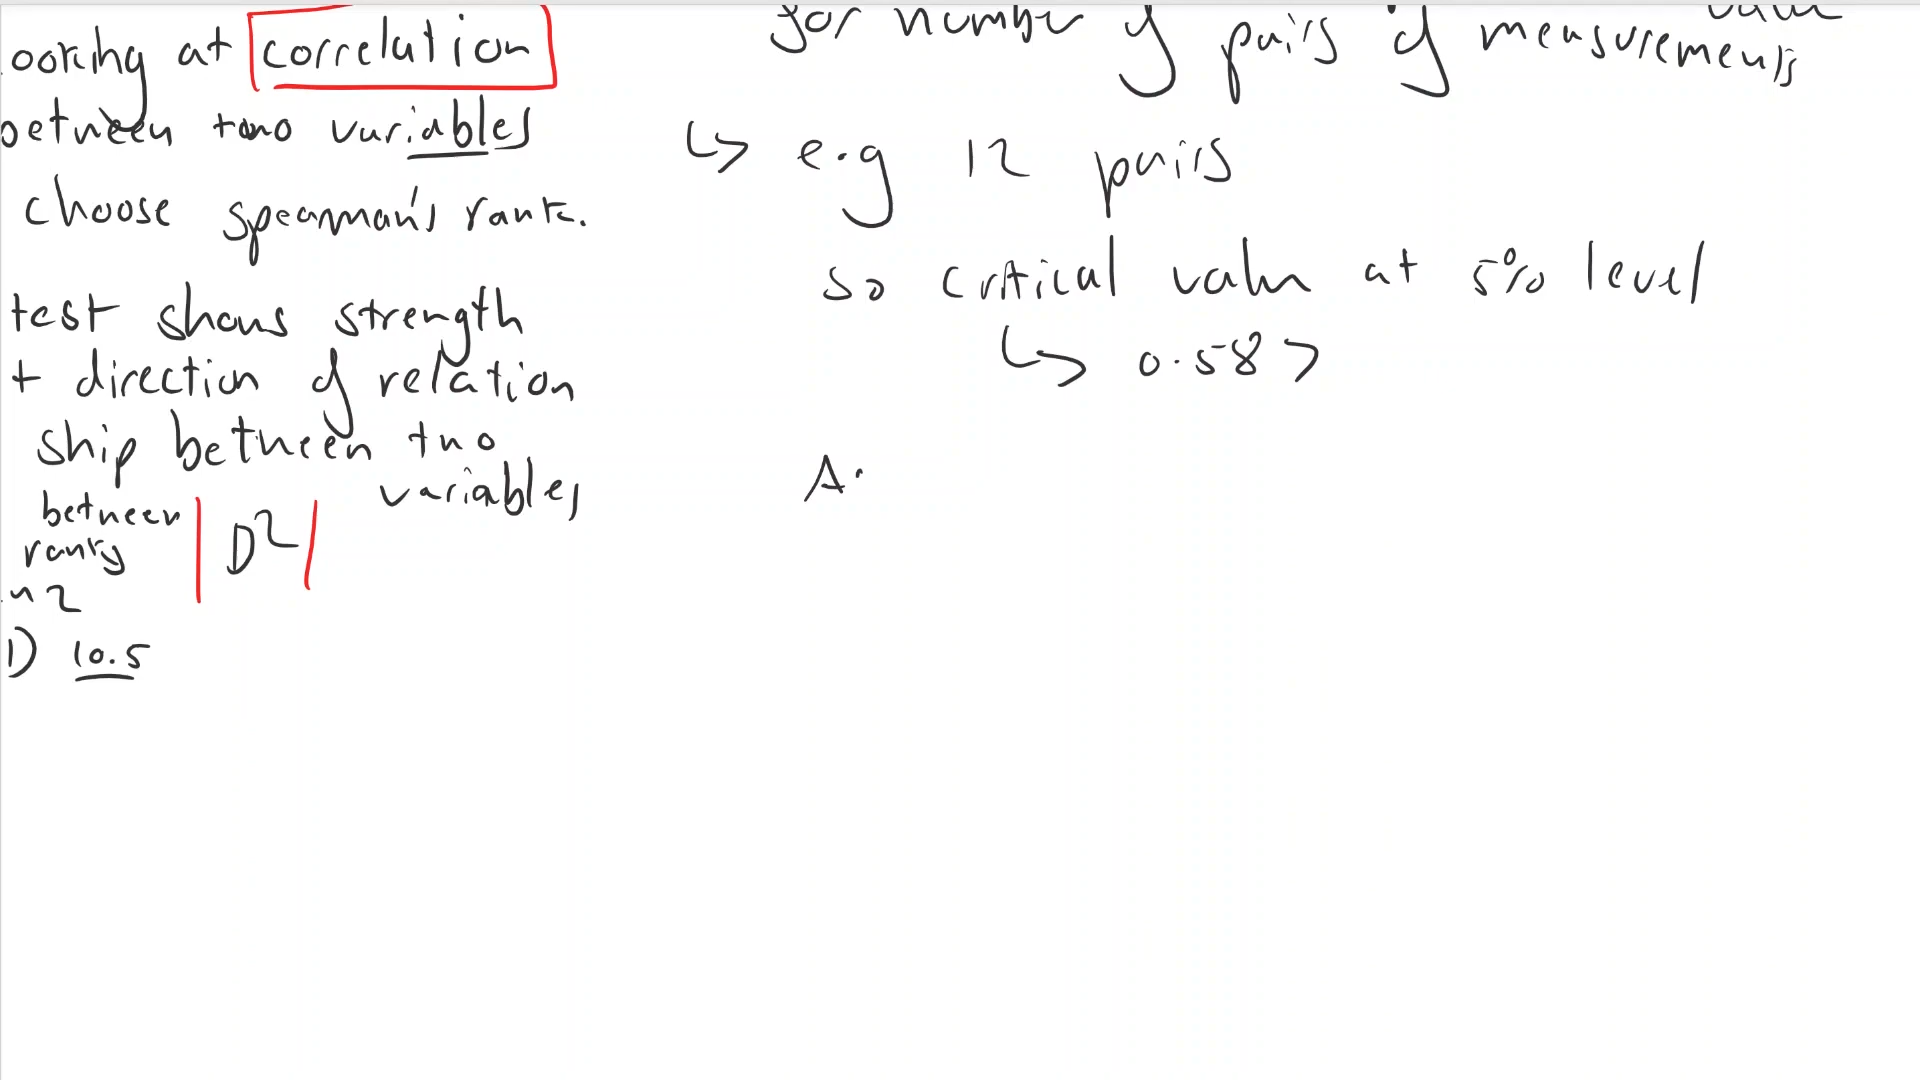 ooking at correlation
between two variables
choose spearman's rank.
test shows strength
+ direction of relation
ship between two
variables
between
ranks
D²
n 2
1) 10.5
for number of pairs of measurements
↳ e.g 12 pairs
so critical value at 5% level
↳ 0.587
A.